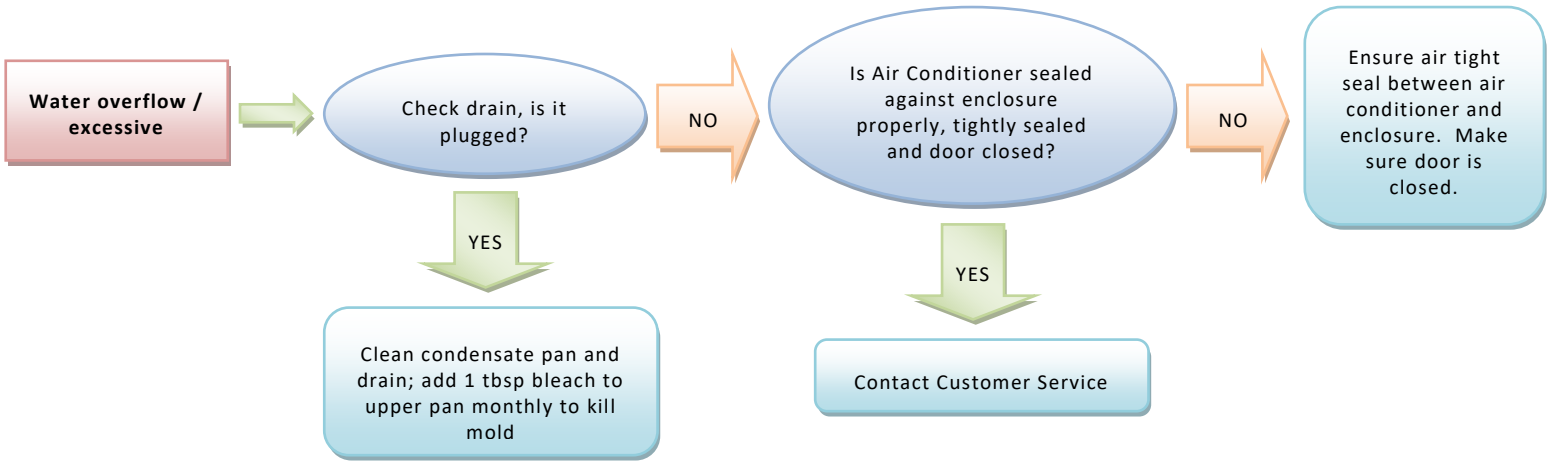 Water overflow /
excessive
Check drain, is it
plugged?
NO
Is Air Conditioner sealed
against enclosure
properly, tightly sealed
and door closed?
NO
Ensure air tight
seal between air
conditioner and
enclosure. Make
sure door is
closed.
YES
YES
Clean condensate pan and
drain; add 1 tbsp bleach to
upper pan monthly to kill
mold
Contact Customer Service